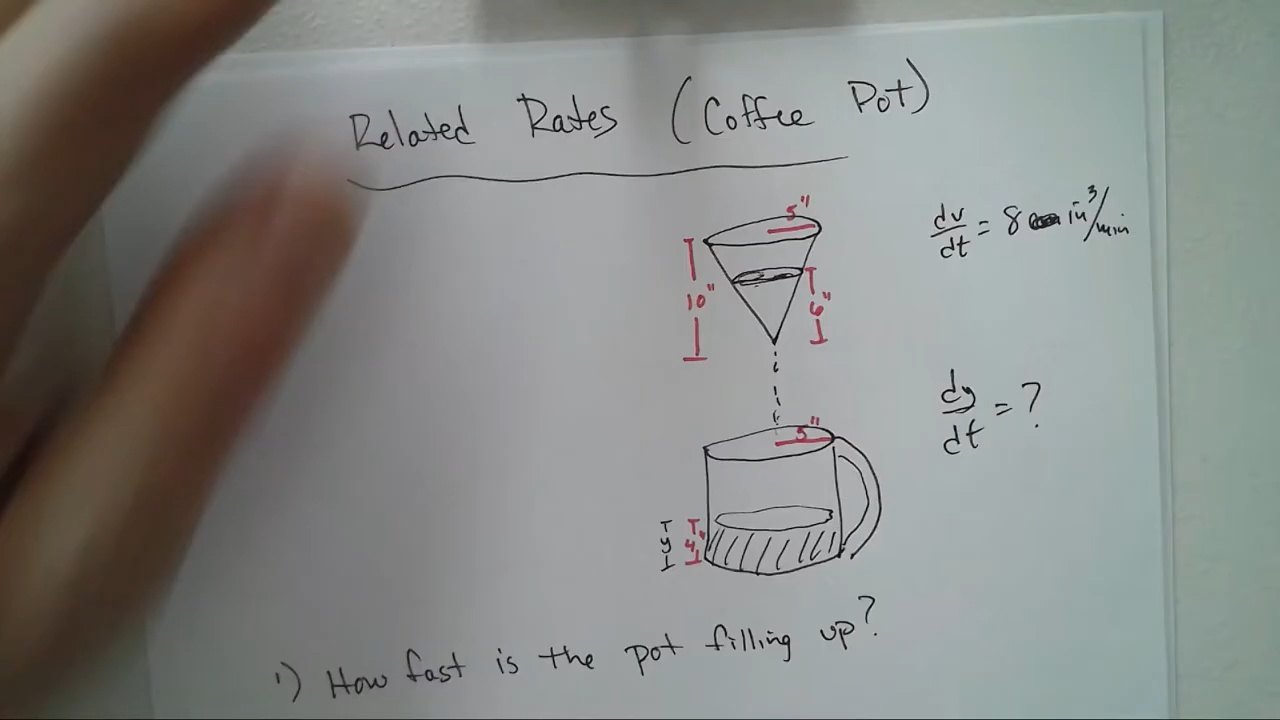 Related Rates (Coffee Pot)
5"
dv/dt = 8 in³/min
10"
6"
dy/dt = ?
5"
y 4"
1) How fast is the pot filling up?